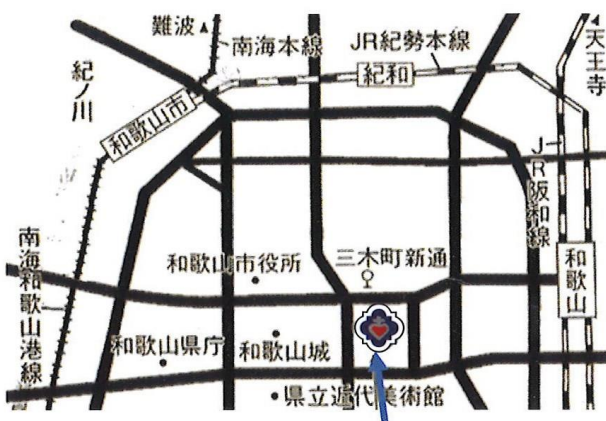 難波▲
南海本線
JR紀勢本線
天王寺
紀ノ川
紀和
和歌山市
JR阪和線
和歌山市役所
三木町新通
和歌山
南海和歌山港線
和歌山県庁
和歌山城
県立近代美術館